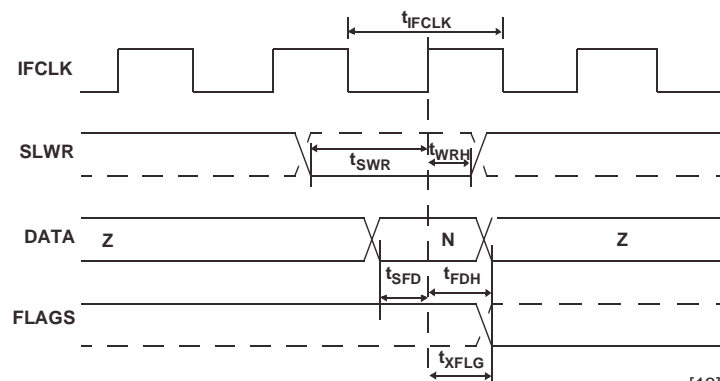 tIFCLK
IFCLK
SLWR
tSWR
tWRH
DATA
Z
N
Z
tSFD
tFDH
FLAGS
tXFLG